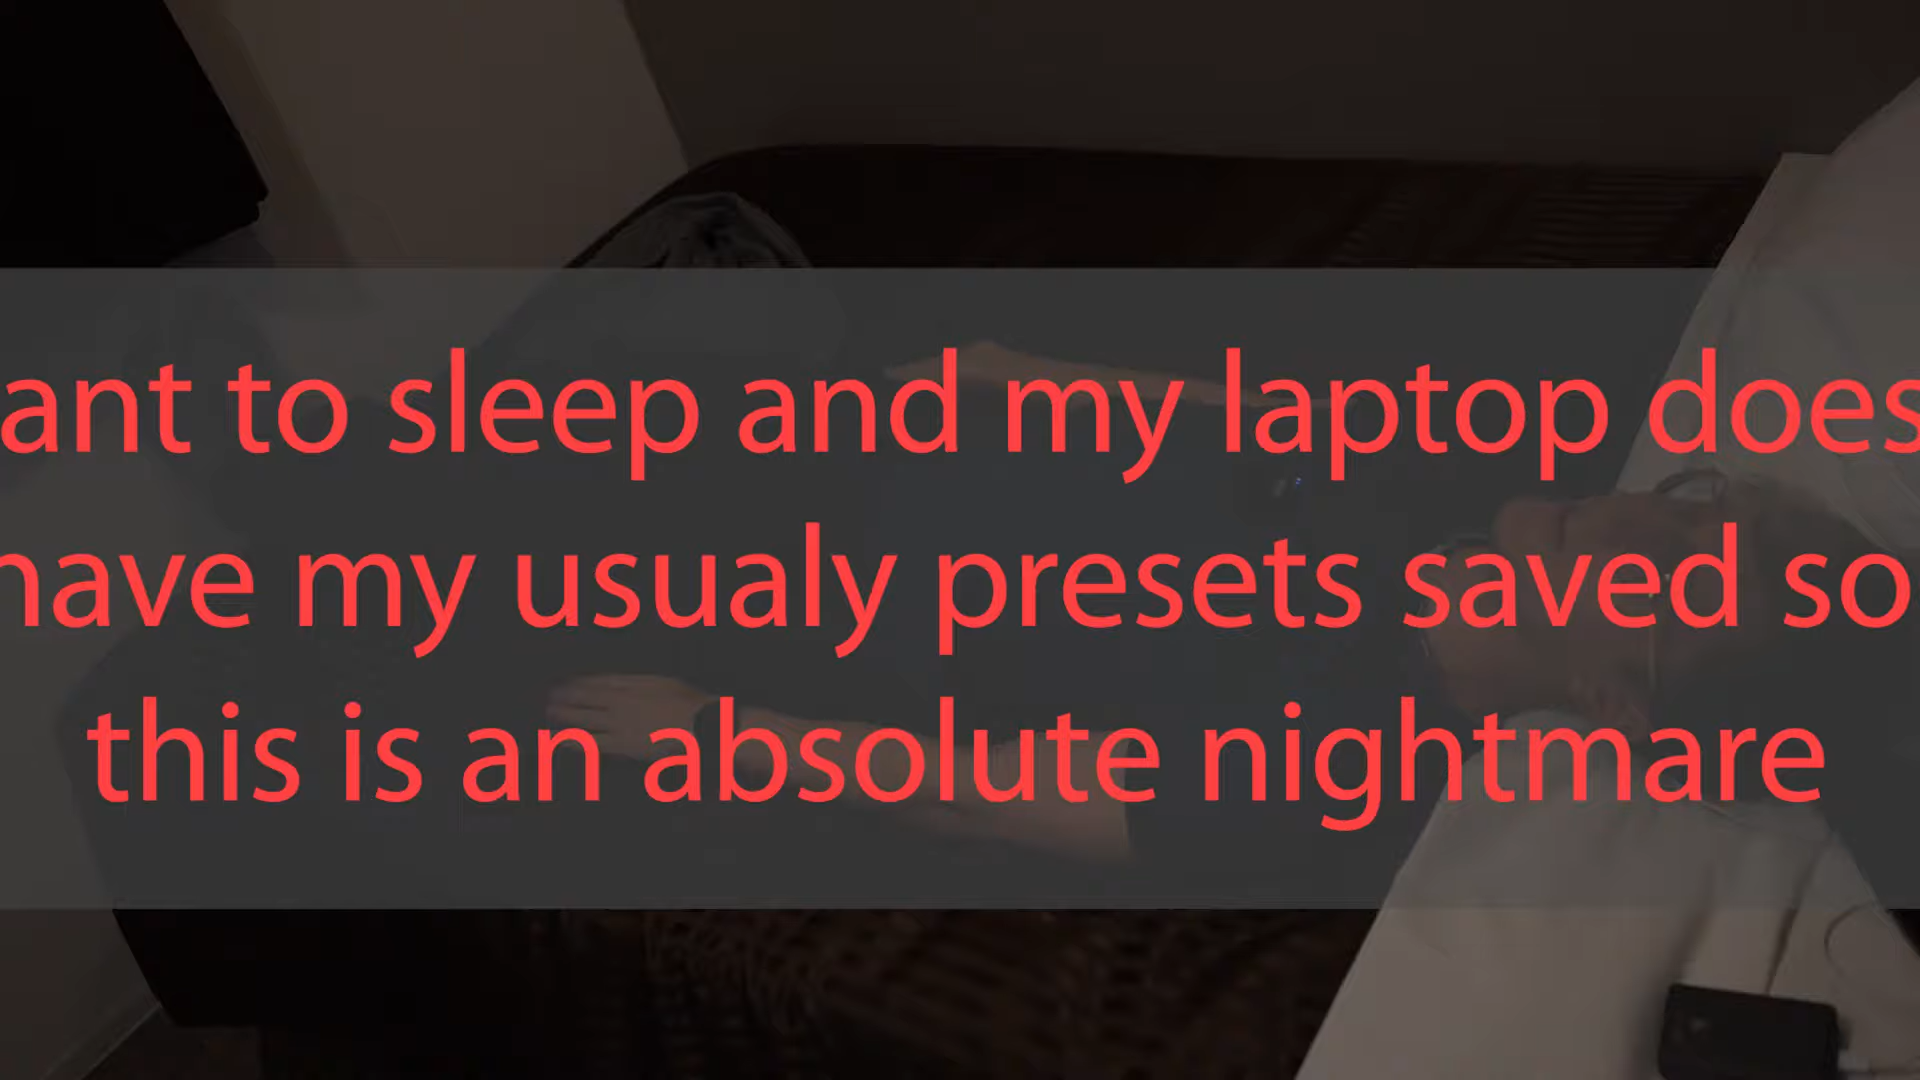 ant to sleep and my laptop does
have my usualy presets saved so
this is an absolute nightmare